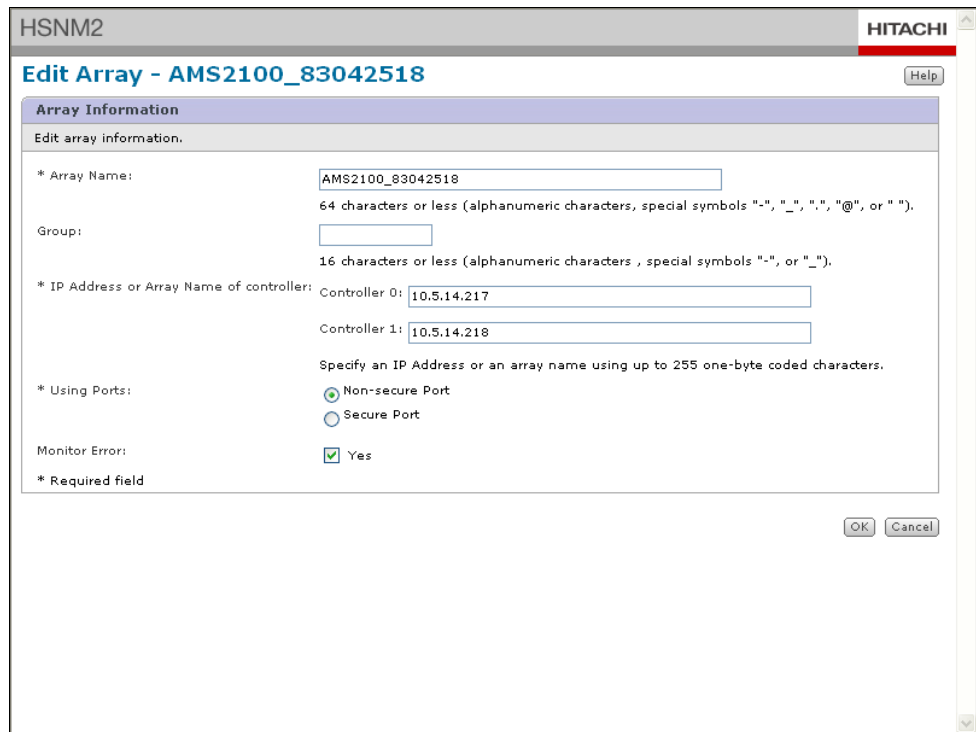 HSNM2
HITACHI
Edit Array - AMS2100_83042518
Help
Array Information
Edit array information.
* Array Name:
AMS2100_83042518
64 characters or less (alphanumeric characters, special symbols "-", "_", ".", "@", or " ").
Group:
16 characters or less (alphanumeric characters , special symbols "-", or "_").
* IP Address or Array Name of controller:
Controller 0: 10.5.14.217
Controller 1: 10.5.14.218
Specify an IP Address or an array name using up to 255 one-byte coded characters.
* Using Ports:
Non-secure Port
Secure Port
Monitor Error:
Yes
* Required field
OK Cancel